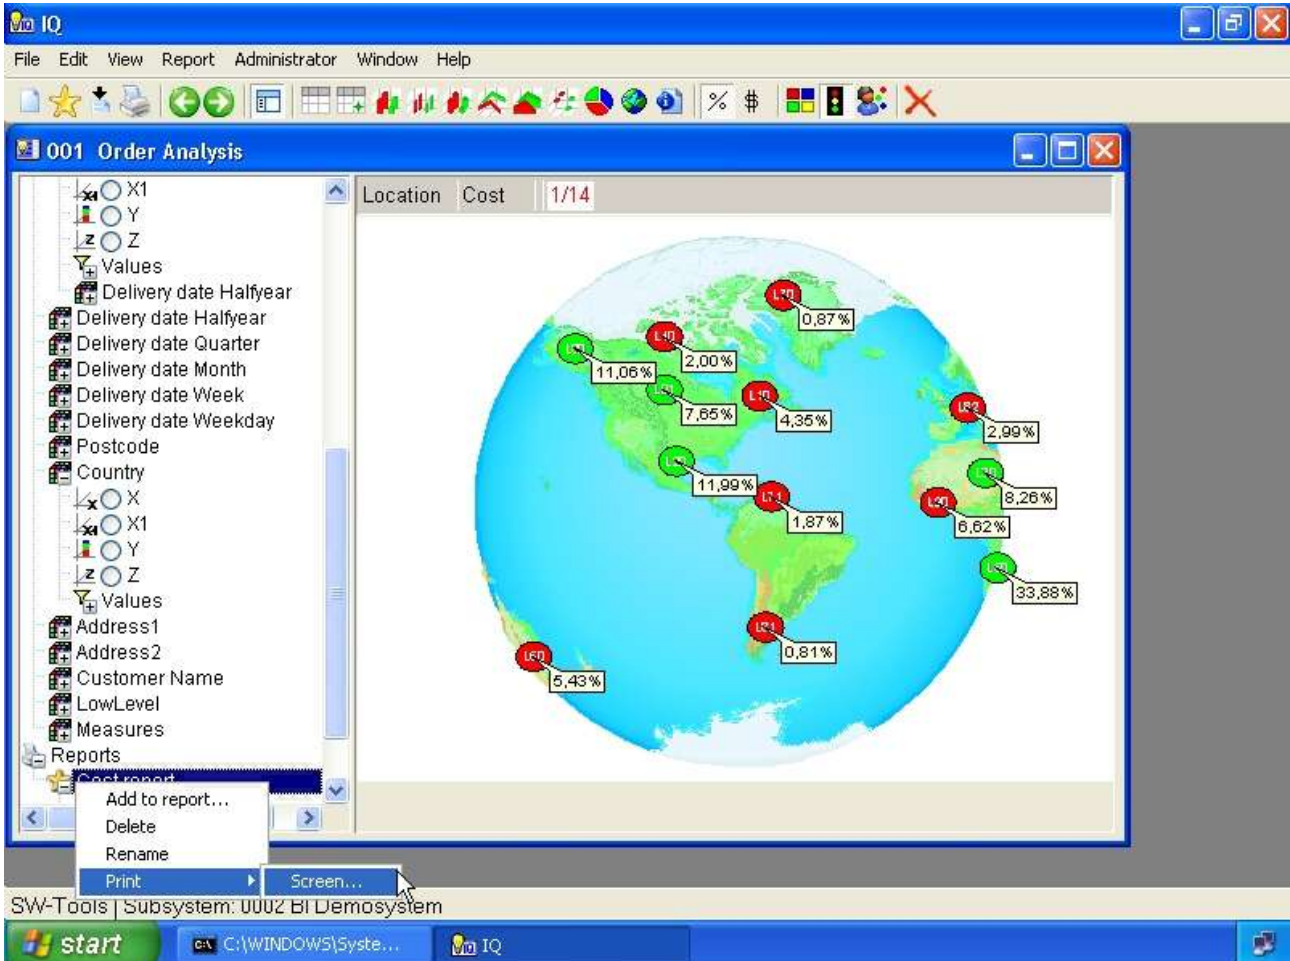 IQ
File Edit View Report Administrator Window Help
% #
001 Order Analysis
X1
Y
Z
Values
Delivery date Halfyear
Delivery date Halfyear
Delivery date Quarter
Delivery date Month
Delivery date Week
Delivery date Weekday
Postcode
Country
X
X1
Y
Z
Values
Address1
Address2
Customer Name
LowLevel
Measures
Reports
Cost report
Add to report...
Delete
Rename
Print
Screen...
Location Cost 1/14
0,87%
2,00%
11,06%
7,65%
4,35%
2,99%
11,99%
8,26%
1,87%
6,62%
33,88%
0,81%
L60
5,43%
SW-Tools | Subsystem: 0002 BI Demosystem
start C:\WINDOWS\Syste... IQ